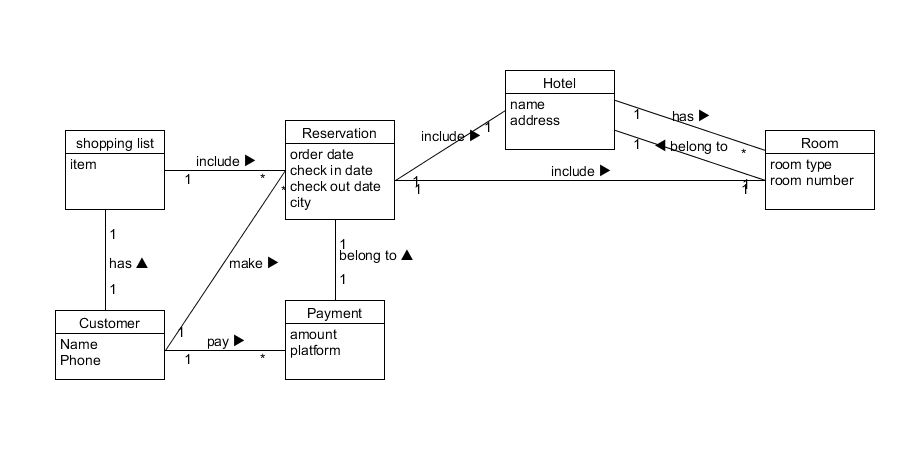 Hotel
name
address
1
has ▶
*
1
◀ belong to
include ▶
1
1
Room
room type
room number
shopping list
item
include ▶
1
*
Reservation
order date
check in date
check out date
city
*
include ▶
1
1
1
1
has ▲
1
make ▶
1
1
belong to ▲
1
Customer
Name
Phone
pay ▶
1
*
Payment
amount
platform